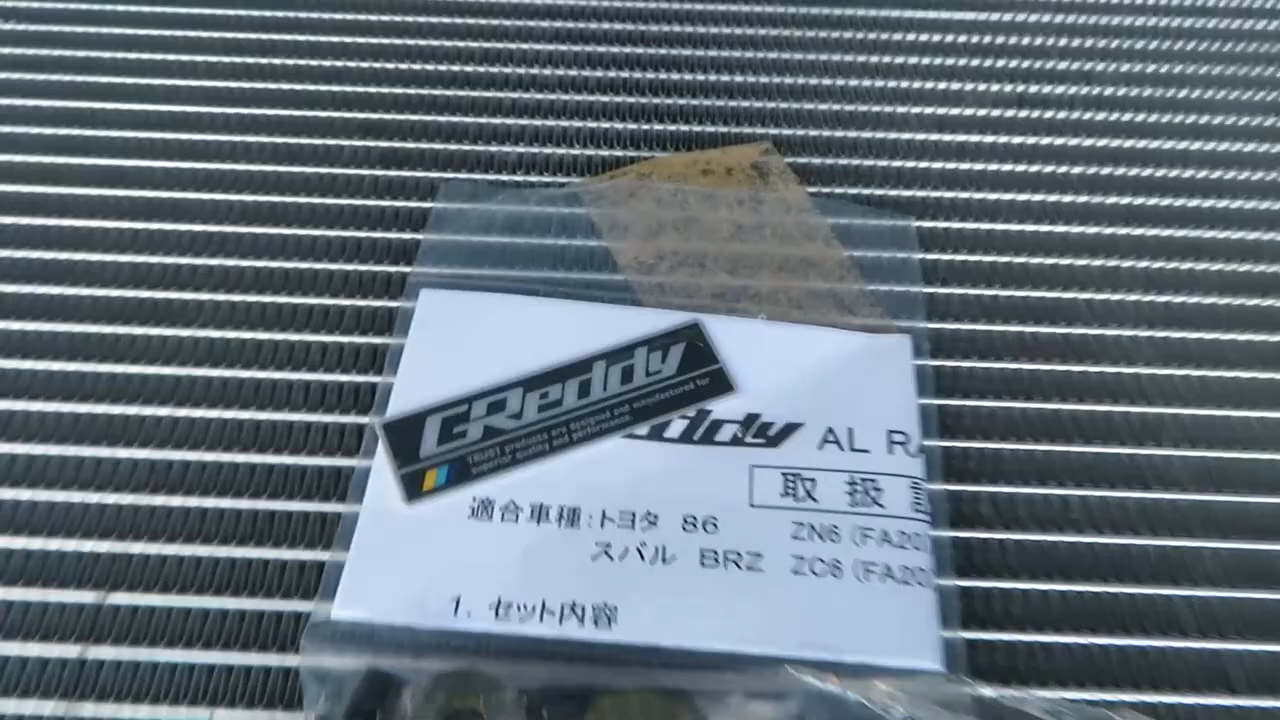 GReddy
TRUST products are designed and manufactured for
superior quality and performance.
AL
取扱
適合車種:トヨタ 86 ZN6 (FA20
スバル BRZ ZC6 (FA20
1. セット内容